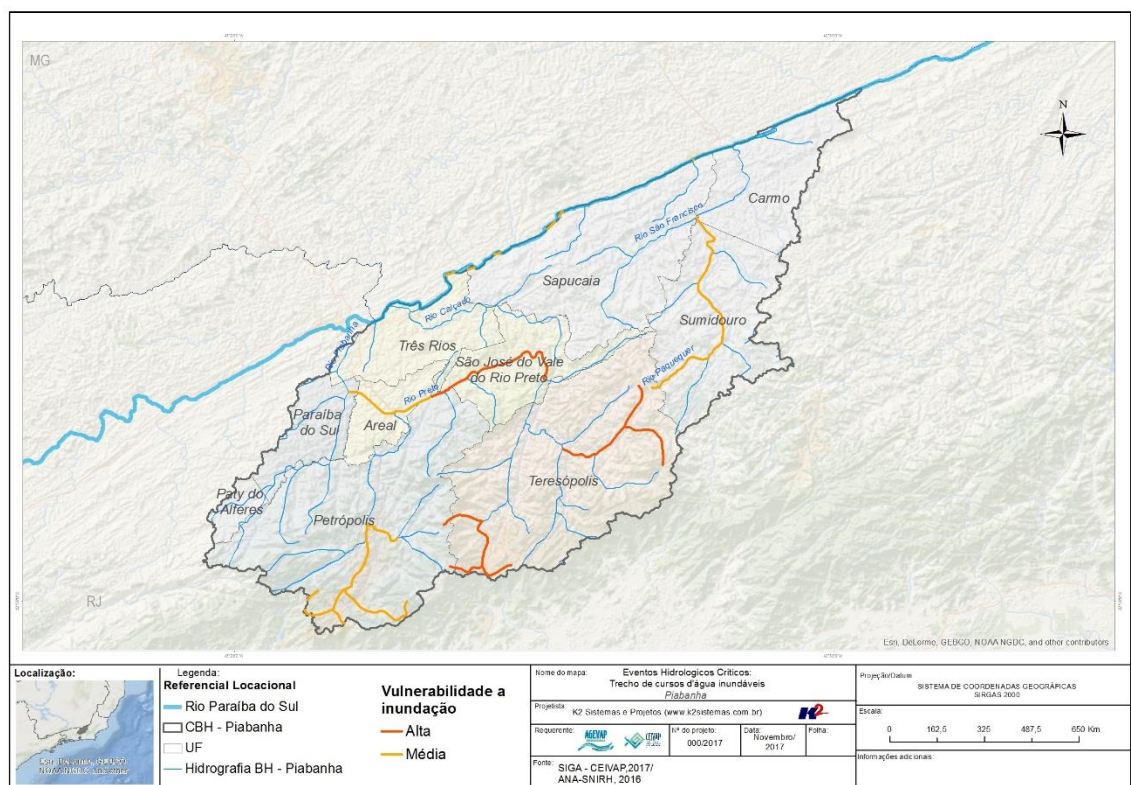 MG
N
Carmo
Rio São Francisco
Sapucaia
Rio Calçado
Sumidouro
Rio Piabanha
Três Rios
São José do Vale
do Rio Preto
Rio Paquequer
Rio Preto
Paraíba
do Sul
Areal
Teresópolis
Paty do
Alferes
Petrópolis
RJ
Esri, DeLorme, GEBCO, NOAA NGDC, and other contributors
Localização:
Legenda:
Referencial Locacional
Rio Paraíba do Sul
CBH - Piabanha
UF
Hidrografia BH - Piabanha
Vulnerabilidade a
inundação
Alta
Média
Nome do mapa:
Eventos Hidrologicos Críticos:
Trecho de cursos d'água inundáveis
Piabanha
Projetista:
K2 Sistemas e Projetos (www.k2sistemas.com.br)
K2
Requerente:
AGEVAP
CEIVAP
Nº do projeto:
000/2017
Data:
Novembro/
2017
Folha:
Fonte:
SIGA - CEIVAP,2017/
ANA-SNIRH, 2016
Projeção/Datum
SISTEMA DE COORDENADAS GEOGRÁFICAS
SIRGAS 2000
Escala:
0 162,5 325 487,5 650 Km
Informações adicionais: